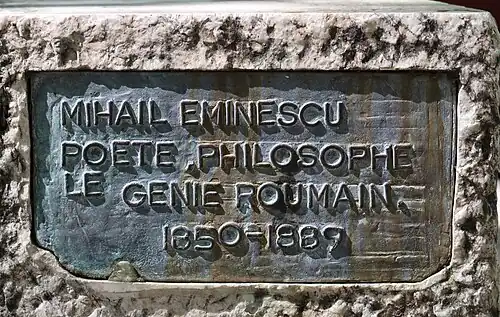 MIHAIL EMINESCU
POETE, PHILOSOPHE
LE GENIE ROUMAIN.
1850-1889